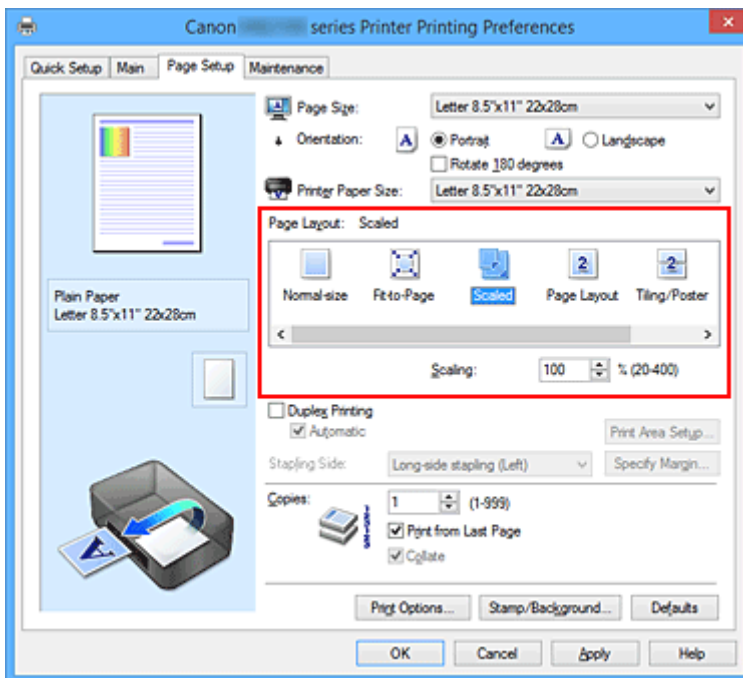 Canon series Printer Printing Preferences
Quick Setup Main Page Setup Maintenance
Page Size: Letter 8.5"x11" 22x28cm
Orientation: A Portrait A Landscape
Rotate 180 degrees
Printer Paper Size: Letter 8.5"x11" 22x28cm
Page Layout: Scaled
Normal-size Fit-to-Page Scaled Page Layout Tiling/Poster
Plain Paper
Letter 8.5"x11" 22x28cm
Scaling: 100 % (20-400)
Duplex Printing
Automatic Print Area Setup...
Stapling Side: Long-side stapling (Left) Specify Margin...
Copies: 1 (1-999)
Print from Last Page
Collate
Print Options... Stamp/Background... Defaults
OK Cancel Apply Help